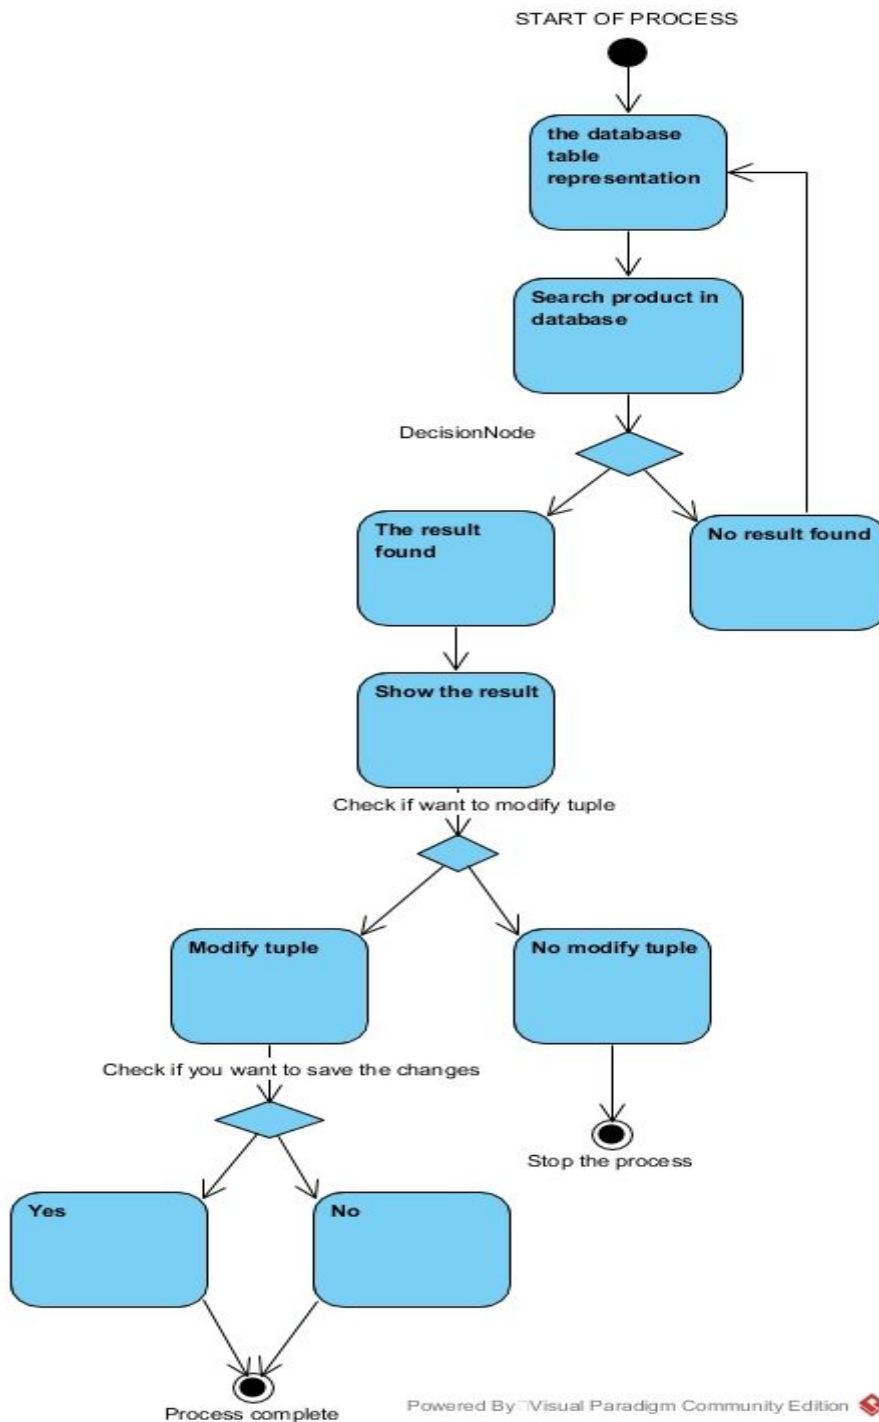 START OF PROCESS
the database
table
representation
Search product in
database
DecisionNode
The result
found
No result found
Show the result
Check if want to modify tuple
Modify tuple
No modify tuple
Check if you want to save the changes
Stop the process
Yes
No
Process complete
Powered By Visual Paradigm Community Edition